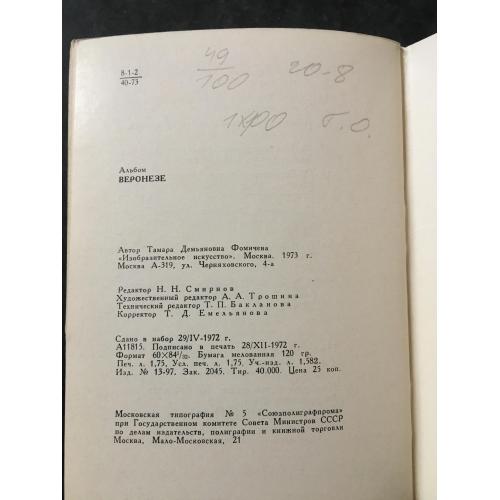 49
100
20-8
8-1-2
40-73
Альбом
ВЕРОНЕЗЕ
Автор Тамара Демьяновна Фомичева
«Изобразительное искусство». Москва. 1973 г.
Москва А-319, ул. Черняховского, 4-а
Редактор Н. Н. Смирнов
Художественный редактор А. А. Трошина
Технический редактор Т. П. Бакланова
Корректор Т. Д. Емельянова
Сдано в набор 29/IV-1972 г.
А11815. Подписано в печать 28/XII-1972 г.
Формат 60×84¹/₃₂. Бумага мелованная 120 гр.
Печ. л. 1,75, Усл. печ. л. 1,75, Уч.-изд. л. 1,582.
Изд. № 13-97. Зак. 2045. Тир. 40.000. Цена 25 коп.
Московская типография № 5 «Союзполиграфпрома»
при Государственном комитете Совета Министров СССР
по делам издательств, полиграфии и книжной торговли
Москва, Мало-Московская, 21